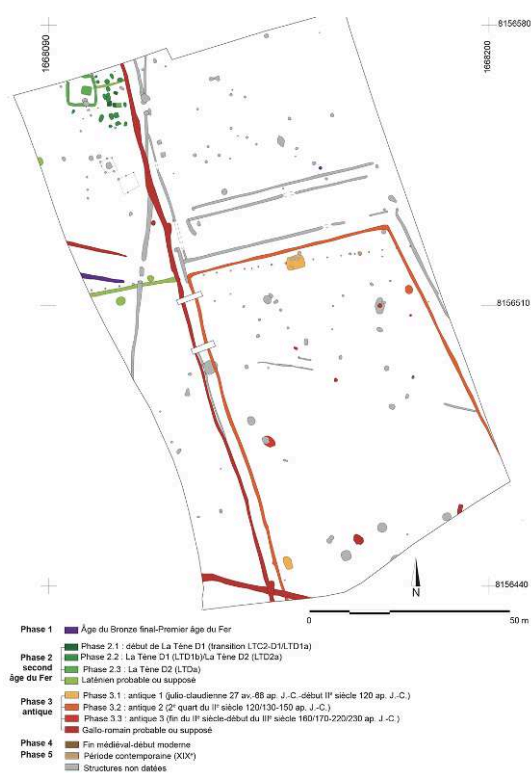 1668090
1668200
8156580
8156510
8156440
N
0
50 m
Phase 1
Âge du Bronze final-Premier âge du Fer
Phase 2
second
âge du Fer
Phase 2.1 : début de La Tène D1 (transition LTC2-D1/LTD1a)
Phase 2.2 : La Tène D1 (LTD1b)/La Tène D2 (LTD2a)
Phase 2.3 : La Tène D2 (LTDa)
Laténien probable ou supposé
Phase 3
antique
Phase 3.1 : antique 1 (julio-claudienne 27 av.-68 ap. J.-C.-début IIᵉ siècle 120 ap. J.-C.)
Phase 3.2 : antique 2 (2ᵉ quart du IIᵉ siècle 120/130-150 ap. J.-C.)
Phase 3.3 : antique 3 (fin du IIᵉ siècle-début du IIIᵉ siècle 160/170-220/230 ap. J.-C.)
Gallo-romain probable ou supposé
Phase 4
Fin médiéval-début moderne
Phase 5
Période contemporaine (XIXᵉ)
Structures non datées